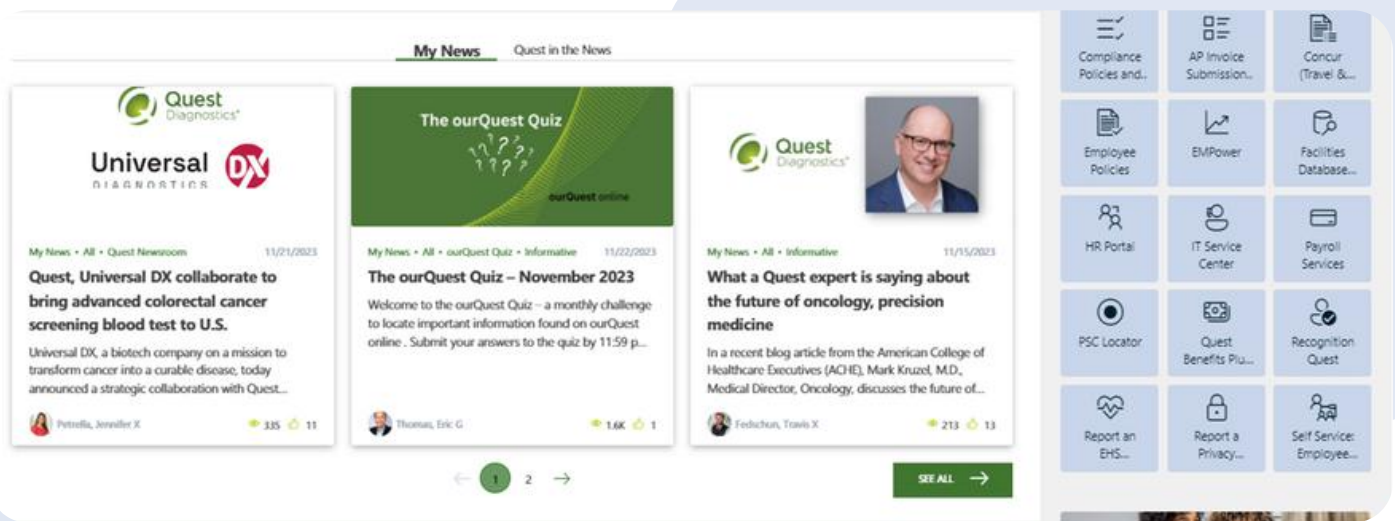 My News
Quest in the News
Quest
Diagnostics®
Universal DX
DIAGNOSTICS
My News • All • Quest Newsroom
11/21/2023
Quest, Universal DX collaborate to
bring advanced colorectal cancer
screening blood test to U.S.
Universal DX, a biotech company on a mission to
transform cancer into a curable disease, today
announced a strategic collaboration with Quest...
Petrella, Jennifer X
335
11
The ourQuest Quiz
? ? ? ?
? ? ?
ourQuest online
My News • All • ourQuest Quiz • Informative
11/22/2023
The ourQuest Quiz – November 2023
Welcome to the ourQuest Quiz – a monthly challenge
to locate important information found on ourQuest
online . Submit your answers to the quiz by 11:59 p...
Thomas, Eric G
1.6K
1
Quest
Diagnostics®
My News • All • Informative
11/15/2023
What a Quest expert is saying about
the future of oncology, precision
medicine
In a recent blog article from the American College of
Healthcare Executives (ACHE), Mark Kruzel, M.D.,
Medical Director, Oncology, discusses the future of...
Fedschun, Travis X
213
13
1
2
SEE ALL
Compliance
Policies and..
AP Invoice
Submission..
Concur
(Travel &...
Employee
Policies
EMPower
Facilities
Database...
HR Portal
IT Service
Center
Payroll
Services
PSC Locator
Quest
Benefits Plu...
Recognition
Quest
Report an
EHS...
Report a
Privacy...
Self Service:
Employee...